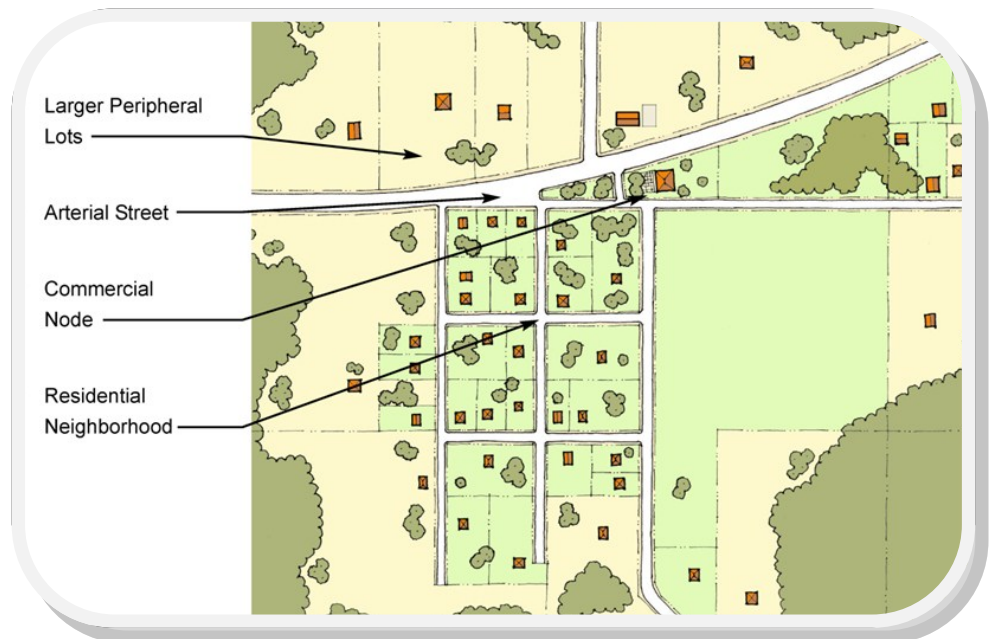 Larger Peripheral
Lots
Arterial Street
Commercial
Node
Residential
Neighborhood